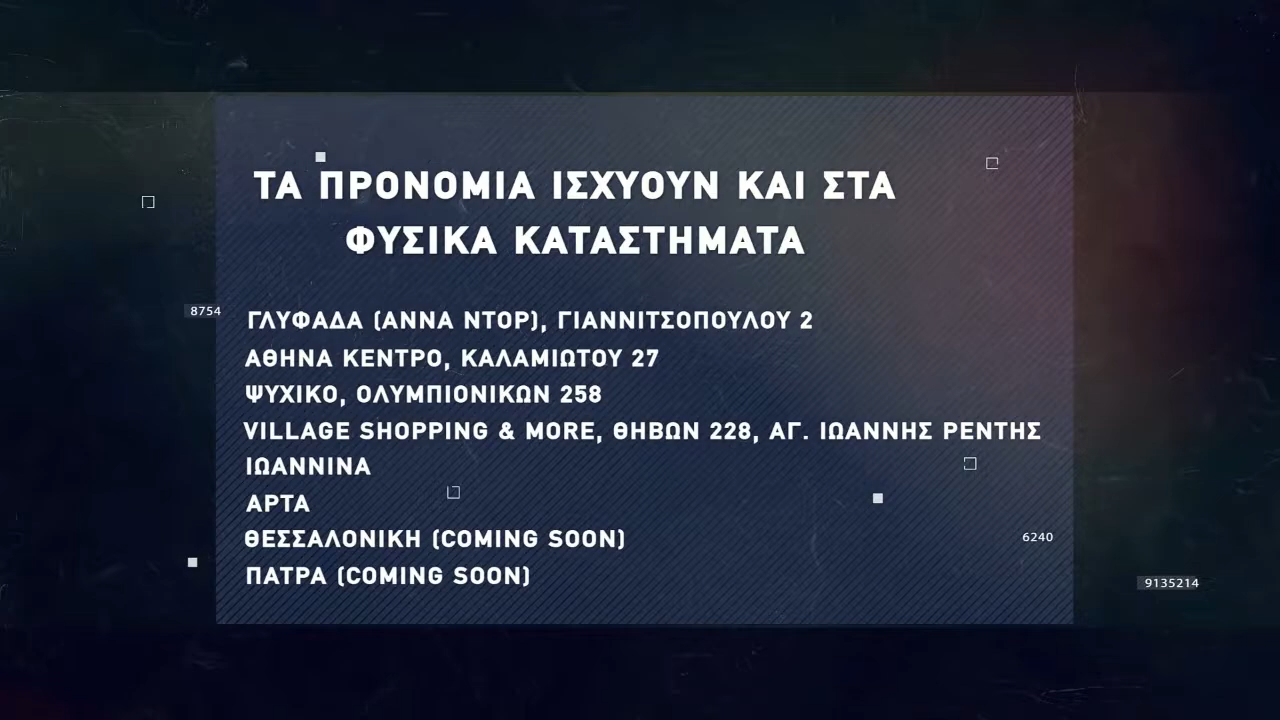 ΤΑ ΠΡΟΝΟΜΙΑ ΙΣΧΥΟΥΝ ΚΑΙ ΣΤΑ
ΦΥΣΙΚΑ ΚΑΤΑΣΤΗΜΑΤΑ
8754
ΓΛΥΦΑΔΑ (ΑΝΝΑ ΝΤΟΡ), ΓΙΑΝΝΙΤΣΟΠΟΥΛΟΥ 2
ΑΘΗΝΑ ΚΕΝΤΡΟ, ΚΑΛΑΜΙΩΤΟΥ 27
ΨΥΧΙΚΟ, ΟΛΥΜΠΙΟΝΙΚΩΝ 258
VILLAGE SHOPPING & MORE, ΘΗΒΩΝ 228, ΑΓ. ΙΩΑΝΝΗΣ ΡΕΝΤΗΣ
ΙΩΑΝΝΙΝΑ
ΑΡΤΑ
ΘΕΣΣΑΛΟΝΙΚΗ (COMING SOON)
6240
ΠΑΤΡΑ (COMING SOON)
9135214